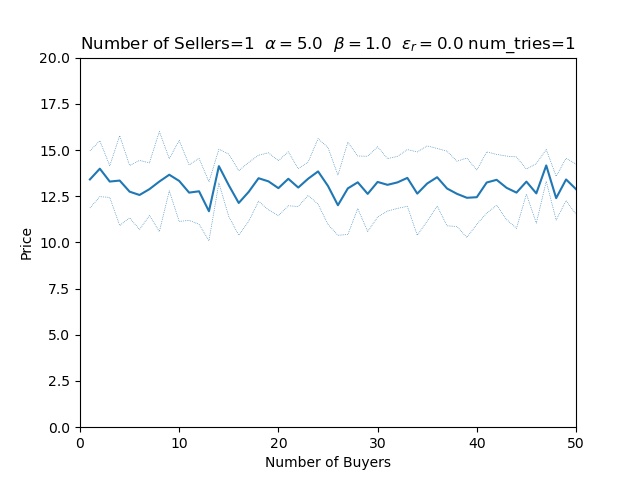 Number of Sellers=1 α = 5.0 β = 1.0 εr = 0.0 num_tries=1
20.0
17.5
15.0
12.5
10.0
7.5
5.0
2.5
0.0
Price
0 10 20 30 40 50
Number of Buyers